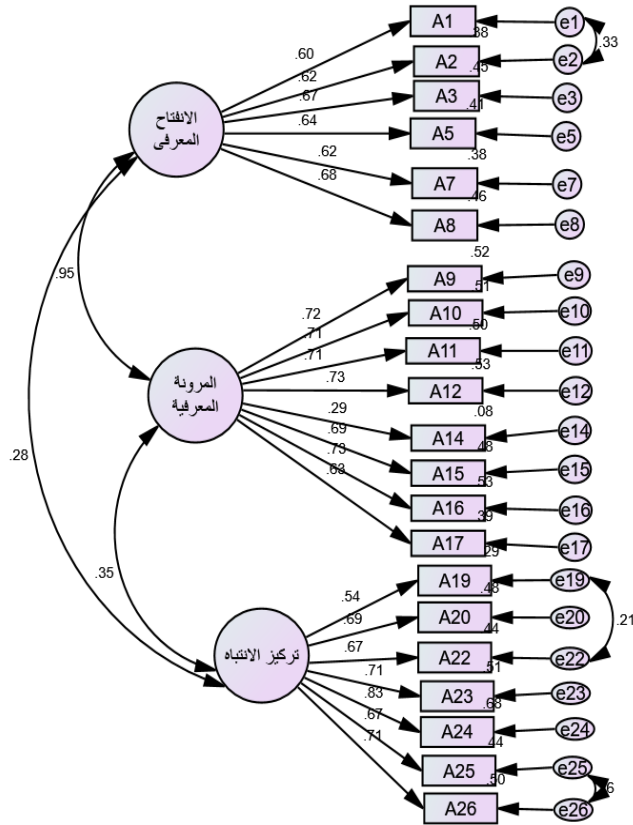 A1
e1
.38
.33
.60
A2
e2
.45
.62
A3
e3
.41
.67
الانفتاح
المعرفى
.64
A5
e5
.38
.62
A7
e7
.46
.68
A8
e8
.52
.95
A9
e9
.51
.72
A10
e10
.50
.71
A11
e11
.53
.71
المرونة
المعرفية
.73
A12
e12
.08
.29
A14
e14
.48
.69
A15
e15
.53
.73
A16
e16
.39
.63
A17
e17
.29
.28
.35
A19
e19
.48
.54
A20
e20
.44
.21
.69
A22
e22
.51
.67
تركيز الانتباه
.71
A23
e23
.68
.83
A24
e24
.44
.67
A25
e25
.50
.71
A26
e26